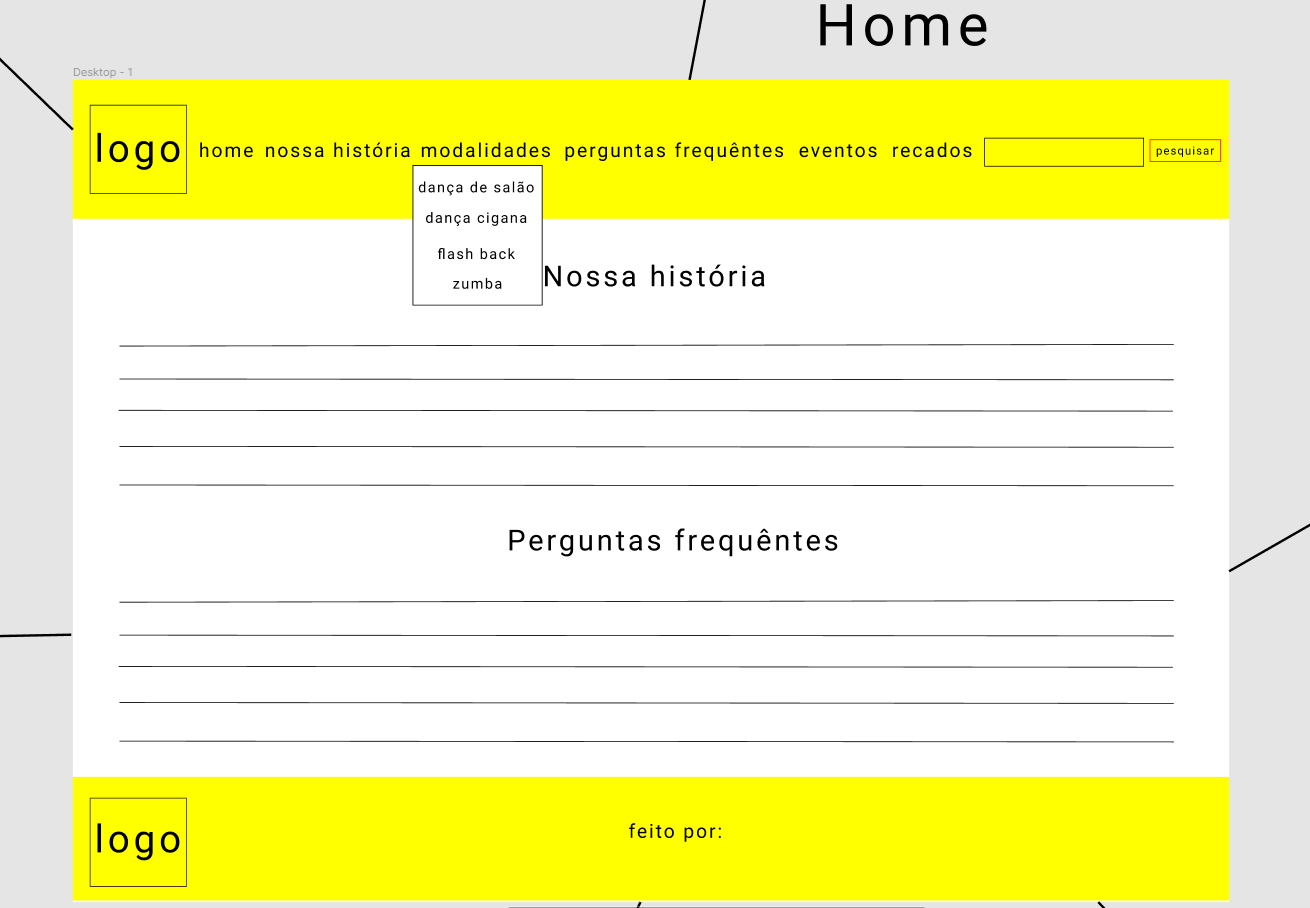 Home
Desktop - 1
logo
home nossa história modalidades perguntas frequêntes eventos recados pesquisar
dança de salão
dança cigana
flash back
zumba
Nossa história
Perguntas frequêntes
logo
feito por: